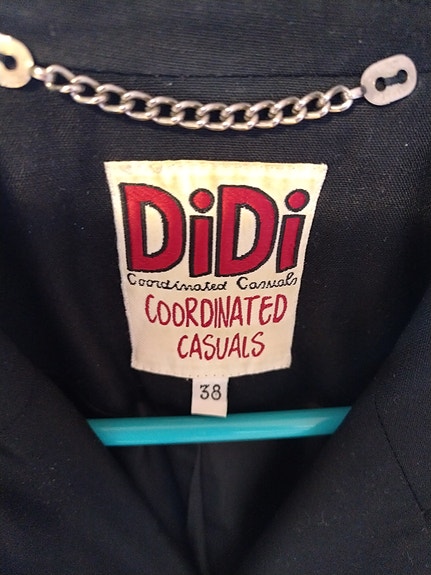 DiDi
Coordinated Casuals
COORDINATED
CASUALS
38